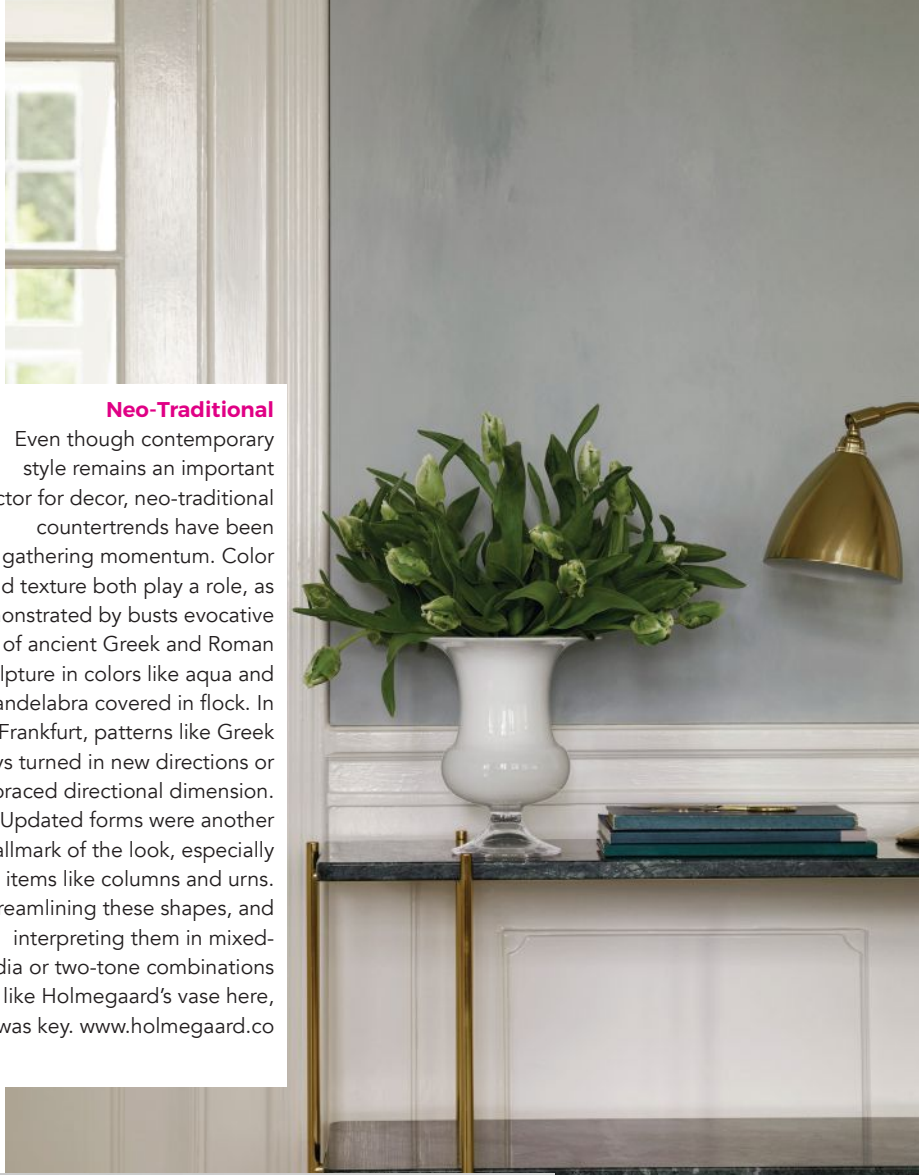 Neo-Traditional
Even though contemporary
style remains an important
ctor for decor, neo-traditional
countertrends have been
gathering momentum. Color
d texture both play a role, as
onstrated by busts evocative
of ancient Greek and Roman
lpture in colors like aqua and
andelabra covered in flock. In
Frankfurt, patterns like Greek
ys turned in new directions or
braced directional dimension.
Updated forms were another
allmark of the look, especially
items like columns and urns.
reamlining these shapes, and
interpreting them in mixed-
dia or two-tone combinations
like Holmegaard’s vase here,
was key. www.holmegaard.co